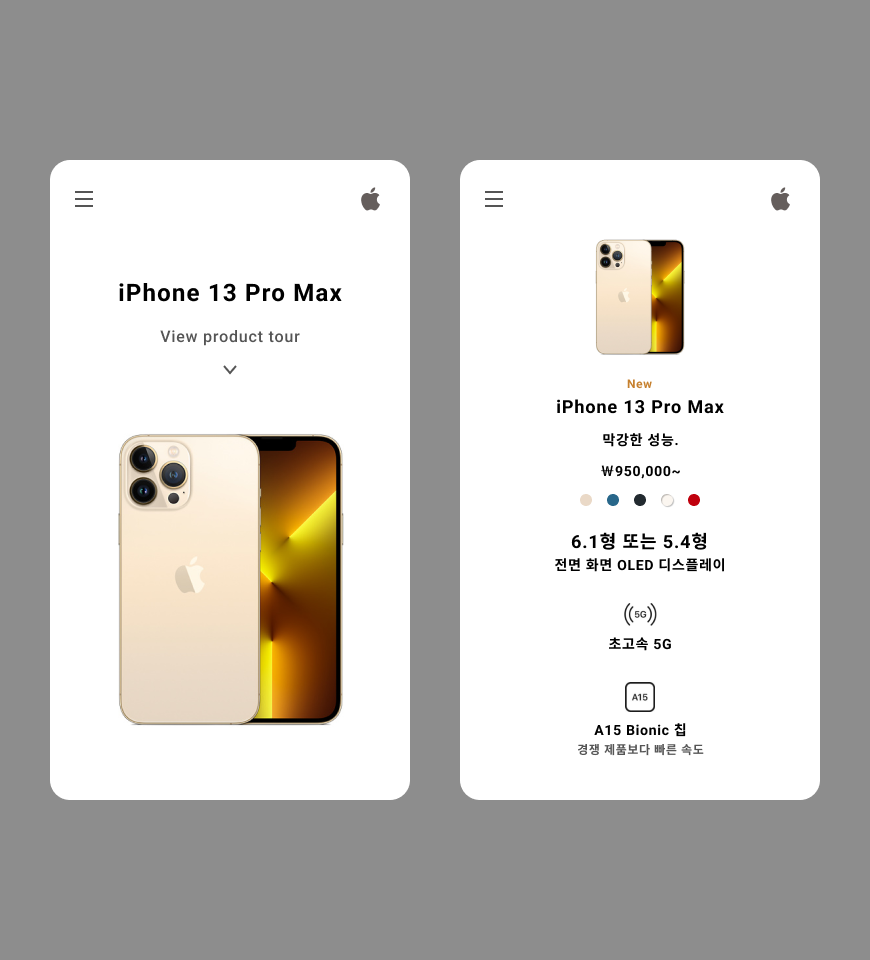 iPhone 13 Pro Max
View product tour
New
iPhone 13 Pro Max
막강한 성능.
₩950,000~
6.1형 또는 5.4형
전면 화면 OLED 디스플레이
5G
초고속 5G
A15
A15 Bionic 칩
경쟁 제품보다 빠른 속도